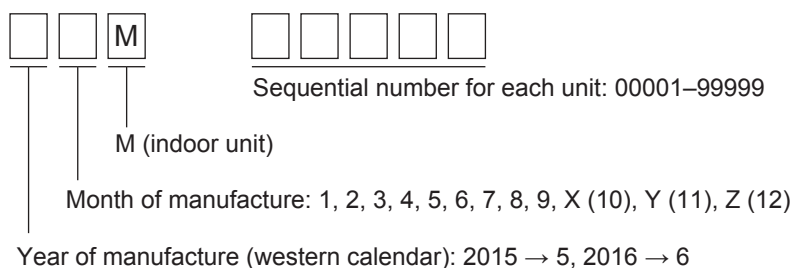 M
Sequential number for each unit: 00001–99999
M (indoor unit)
Month of manufacture: 1, 2, 3, 4, 5, 6, 7, 8, 9, X (10), Y (11), Z (12)
Year of manufacture (western calendar): 2015 → 5, 2016 → 6